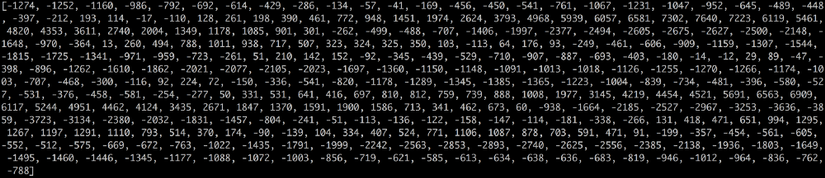 [-1274, -1252, -1160, -986, -792, -692, -614, -429, -286, -134, -57, -41, -169, -456, -450, -541, -761, -1067, -1231, -1047, -952, -645, -489, -448
, -397, -212, 193, 114, -17, -110, 128, 261, 198, 390, 461, 772, 948, 1451, 1974, 2624, 3793, 4968, 5939, 6057, 6581, 7302, 7640, 7223, 6119, 5461,
4820, 4353, 3611, 2740, 2004, 1349, 1178, 1085, 901, 301, -262, -499, -488, -707, -1406, -1997, -2377, -2494, -2605, -2675, -2627, -2500, -2148, -
1648, -970, -364, 13, 260, 494, 788, 1011, 938, 717, 507, 323, 324, 325, 350, 103, -113, 64, 176, 93, -249, -461, -606, -909, -1159, -1307, -1544,
-1815, -1725, -1341, -971, -959, -723, -261, 51, 210, 142, 152, -92, -345, -439, -529, -710, -907, -887, -693, -403, -180, -14, -12, 29, 89, -47, -
398, -896, -1262, -1610, -1862, -2021, -2077, -2105, -2023, -1697, -1360, -1150, -1148, -1091, -1013, -1018, -1126, -1255, -1270, -1266, -1174, -10
03, -707, -468, -300, -116, 92, 224, 72, -150, -336, -541, -820, -1178, -1289, -1345, -1385, -1365, -1223, -1004, -839, -734, -481, -396, -580, -52
7, -531, -376, -458, -581, -254, -277, 50, 331, 531, 641, 416, 697, 810, 812, 759, 739, 888, 1008, 1977, 3145, 4219, 4454, 4521, 5691, 6563, 6909,
6117, 5244, 4951, 4462, 4124, 3435, 2671, 1847, 1370, 1591, 1900, 1586, 713, 341, 462, 673, 60, -938, -1664, -2185, -2527, -2967, -3253, -3636, -38
59, -3723, -3134, -2380, -2032, -1831, -1457, -804, -241, -51, -113, -136, -122, -158, -147, -114, -181, -338, -266, 131, 418, 471, 651, 994, 1295,
1267, 1197, 1291, 1110, 793, 514, 370, 174, -90, -139, 104, 334, 407, 524, 771, 1106, 1087, 878, 703, 591, 471, 91, -199, -357, -454, -561, -605,
-552, -512, -575, -669, -672, -763, -1022, -1435, -1791, -1999, -2242, -2563, -2853, -2893, -2740, -2625, -2556, -2385, -2138, -1936, -1803, -1649,
-1495, -1460, -1446, -1345, -1177, -1088, -1072, -1003, -856, -719, -621, -585, -613, -634, -638, -636, -683, -819, -946, -1012, -964, -836, -762,
-788]